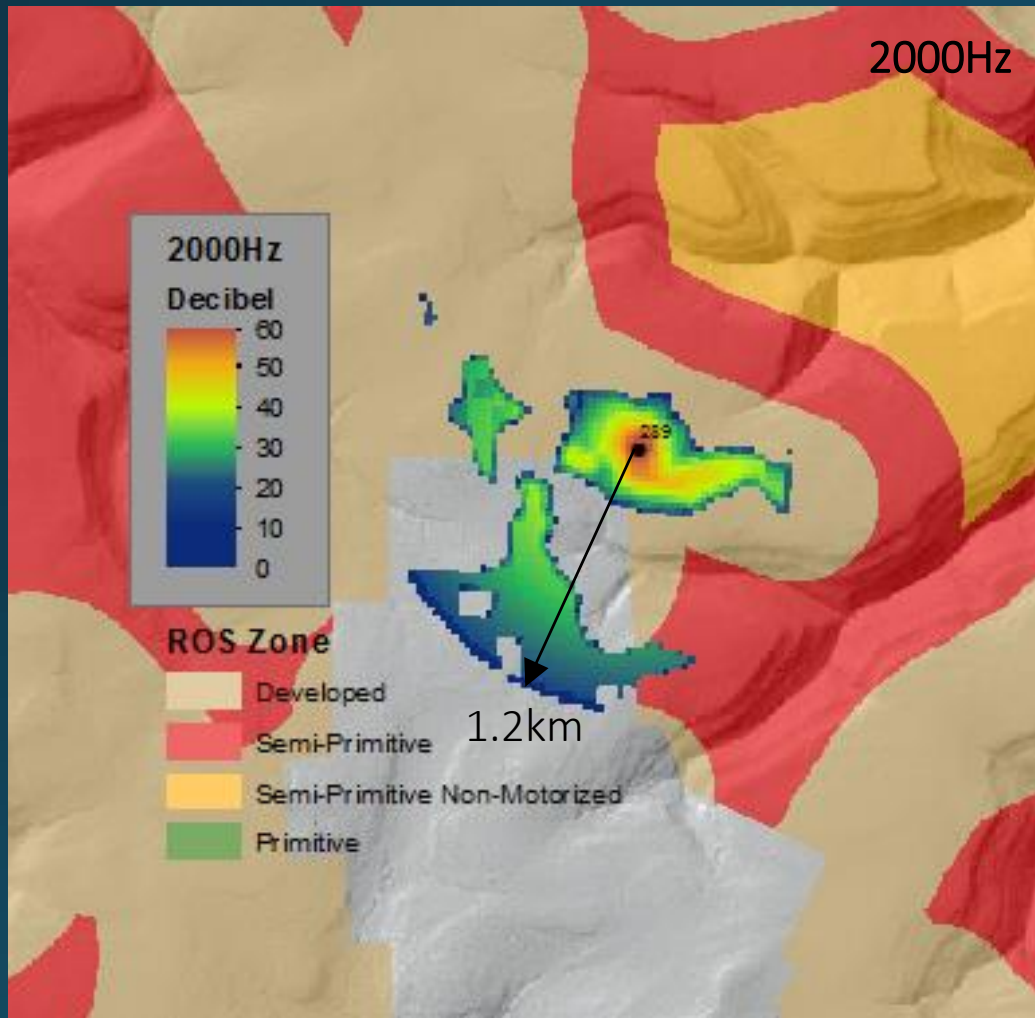 2000Hz
2000Hz
Decibel
60
50
40
30
20
10
0
289
ROS Zone
Developed
Semi-Primitive
Semi-Primitive Non-Motorized
Primitive
1.2km